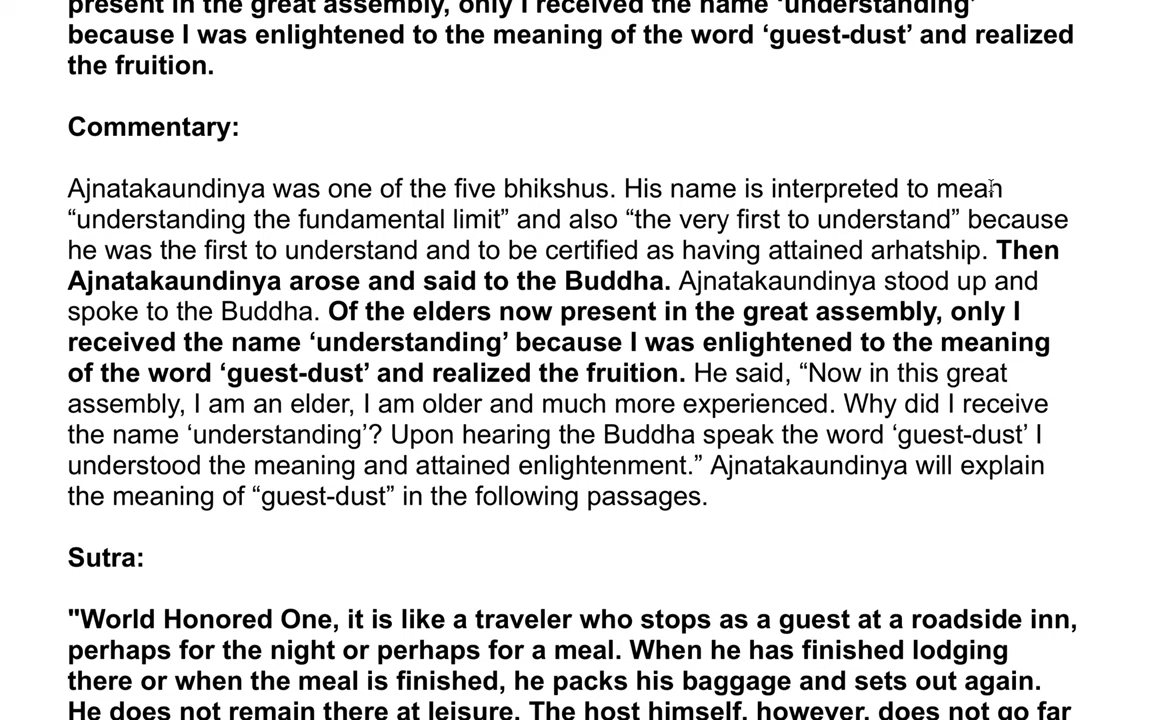 present in the great assembly, only I received the name ‘understanding’
because I was enlightened to the meaning of the word ‘guest-dust’ and realized
the fruition.
Commentary:
Ajnatakaundinya was one of the five bhikshus. His name is interpreted to mean
“understanding the fundamental limit” and also “the very first to understand” because
he was the first to understand and to be certified as having attained arhatship. Then
Ajnatakaundinya arose and said to the Buddha. Ajnatakaundinya stood up and
spoke to the Buddha. Of the elders now present in the great assembly, only I
received the name ‘understanding’ because I was enlightened to the meaning
of the word ‘guest-dust’ and realized the fruition. He said, “Now in this great
assembly, I am an elder, I am older and much more experienced. Why did I receive
the name ‘understanding’? Upon hearing the Buddha speak the word ‘guest-dust’ I
understood the meaning and attained enlightenment.” Ajnatakaundinya will explain
the meaning of “guest-dust” in the following passages.
Sutra:
"World Honored One, it is like a traveler who stops as a guest at a roadside inn,
perhaps for the night or perhaps for a meal. When he has finished lodging
there or when the meal is finished, he packs his baggage and sets out again.
He does not remain there at leisure. The host himself, however, does not go far